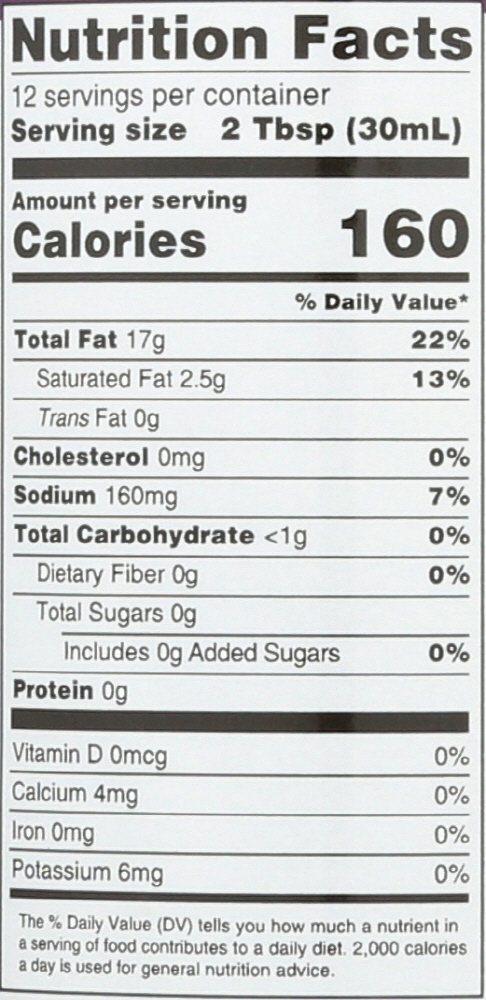 Nutrition Facts
12 servings per container
Serving size 2 Tbsp (30mL)
Amount per serving
Calories 160
% Daily Value*
Total Fat 17g 22%
Saturated Fat 2.5g 13%
Trans Fat 0g
Cholesterol 0mg 0%
Sodium 160mg 7%
Total Carbohydrate <1g 0%
Dietary Fiber 0g 0%
Total Sugars 0g
Includes 0g Added Sugars 0%
Protein 0g
Vitamin D 0mcg 0%
Calcium 4mg 0%
Iron 0mg 0%
Potassium 6mg 0%
The % Daily Value (DV) tells you how much a nutrient in
a serving of food contributes to a daily diet. 2,000 calories
a day is used for general nutrition advice.